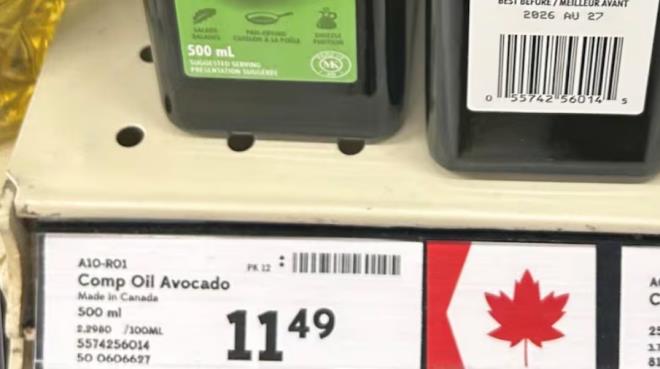 BEST BEFORE / MEILLEUR AVANT
2026 AU 27
SALADS
SALADES
PAN-FRYING
CUISSON À LA POÊLE
DRIZZLE
500 mL
SUGGESTED SERVING
PRÉSENTATION SUGGÉRÉE
MK
0 55742 56014 5
A10-R01
PK 12 :
Comp Oil Avocado
Made in Canada
500 ml
2.2980 /100ML
5574256014
50 0606627
11 49